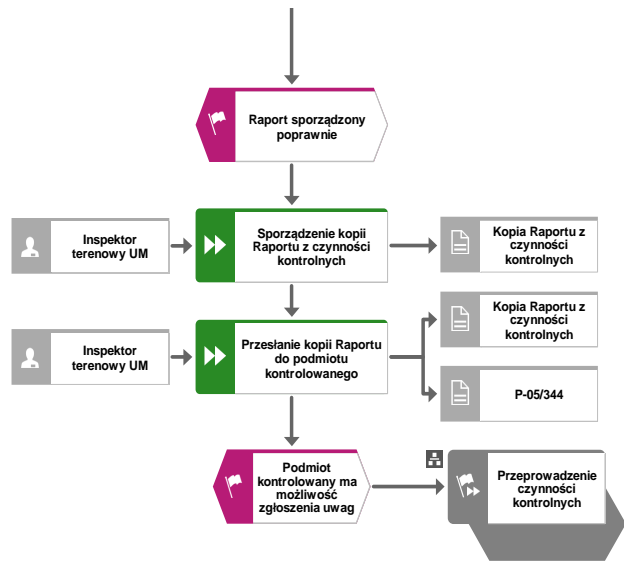 Raport sporządzony
poprawnie
Inspektor
terenowy UM
Sporządzenie kopii
Raportu z czynności
kontrolnych
Kopia Raportu z
czynności
kontrolnych
Kopia Raportu z
czynności
kontrolnych
Inspektor
terenowy UM
Przesłanie kopii Raportu
do podmiotu
kontrolowanego
P-05/344
Podmiot
kontrolowany ma
możliwość
zgłoszenia uwag
Przeprowadzenie
czynności
kontrolnych